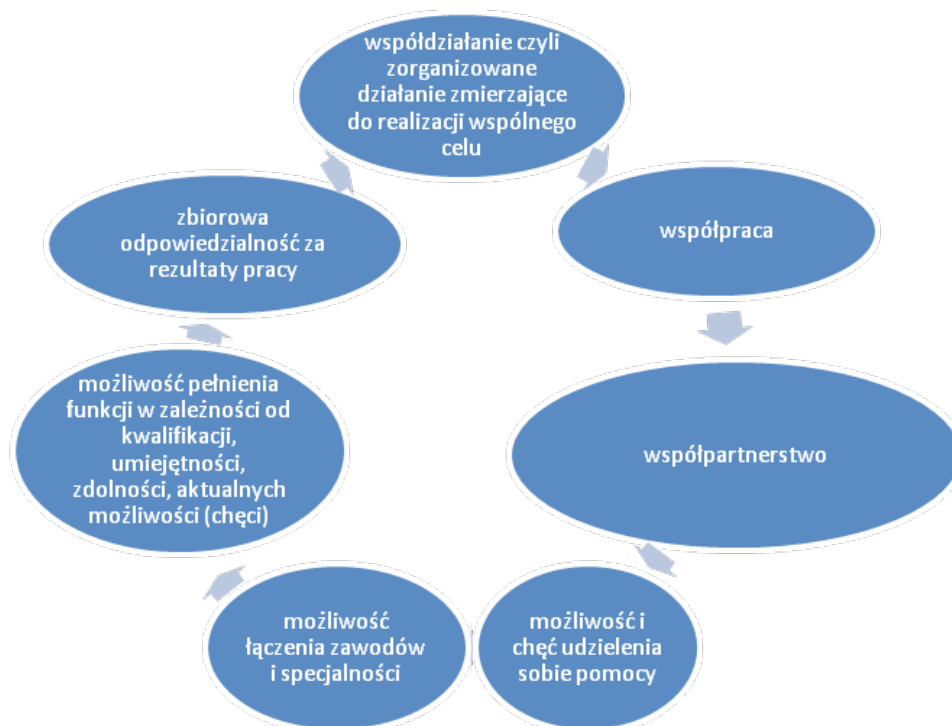 współdziałanie czyli
zorganizowane
działanie zmierzające
do realizacji wspólnego
celu
współpraca
współpartnerstwo
możliwość i
chęć udzielenia
sobie pomocy
możliwość
łączenia zawodów
i specjalności
możliwość pełnienia
funkcji w zależności od
kwalifikacji,
umiejętności,
zdolności, aktualnych
możliwości (chęci)
zbiorowa
odpowiedzialność za
rezultaty pracy